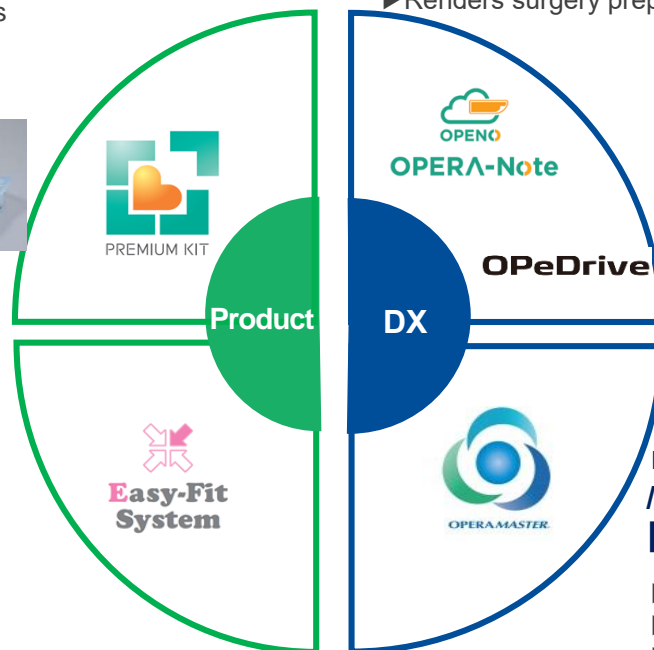 ▶Renders surgery prep
OPENO
OPERA-Note
PREMIUM KIT
OPeDrive
Product
DX
Easy-Fit
System
OPERAMASTER